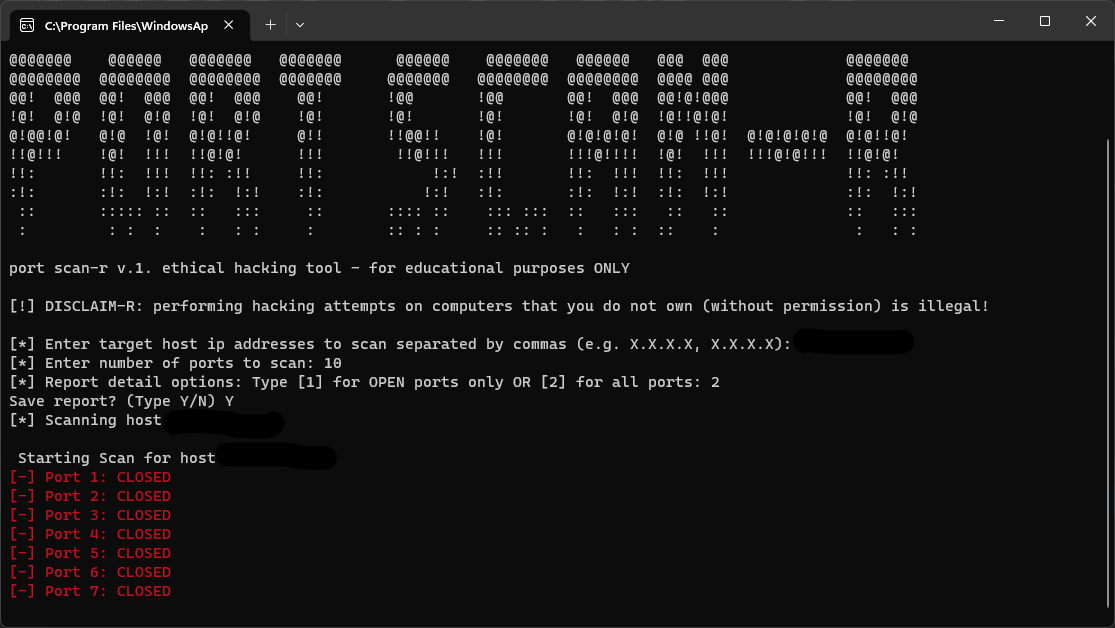 C:\Program Files\WindowsAp
@@@@@@@    @@@@@@   @@@@@@@   @@@@@@@      @@@@@@    @@@@@@@   @@@@@@   @@@  @@@             @@@@@@@
@@@@@@@@  @@@@@@@@  @@@@@@@@  @@@@@@@     @@@@@@@   @@@@@@@@  @@@@@@@@  @@@@ @@@             @@@@@@@@
@@!  @@@  @@!  @@@  @@!  @@@    @@!       !@@       !@@       @@!  @@@  @@!@!@@@             @@!  @@@
!@!  @!@  !@!  @!@  !@!  @!@    !@!       !@!       !@!       !@!  @!@  !@!!@!@!             !@!  @!@
@!@@!@!   @!@  !@!  @!@!!@!     @!!       !!@@!!    !@!       @!@!@!@!  @!@ !!@!  @!@!@!@!@  @!@!!@!
!!@!!!    !@!  !!!  !!@!@!      !!!        !!@!!!   !!!       !!!@!!!!  !@!  !!!  !!!@!@!!!  !!@!@!
!!:       !!:  !!!  !!: :!!     !!:            !:!  :!!       !!:  !!!  !!:  !!!             !!: :!!
:!:       :!:  !:!  :!:  !:!    :!:           !:!   :!:       :!:  !:!  :!:  !:!             :!:  !:!
 ::       ::::: ::  ::   :::     ::       :::: ::    ::: :::  ::   :::   ::   ::             ::   :::
 :         : :  :    :   : :     :        :: : :     :: :: :   :   : :  ::    :               :   : :
port scan-r v.1. ethical hacking tool - for educational purposes ONLY
[!] DISCLAIM-R: performing hacking attempts on computers that you do not own (without permission) is illegal!
[*] Enter target host ip addresses to scan separated by commas (e.g. X.X.X.X, X.X.X.X):
[*] Enter number of ports to scan: 10
[*] Report detail options: Type [1] for OPEN ports only OR [2] for all ports: 2
Save report? (Type Y/N) Y
[*] Scanning host
Starting Scan for host
[-] Port 1: CLOSED
[-] Port 2: CLOSED
[-] Port 3: CLOSED
[-] Port 4: CLOSED
[-] Port 5: CLOSED
[-] Port 6: CLOSED
[-] Port 7: CLOSED